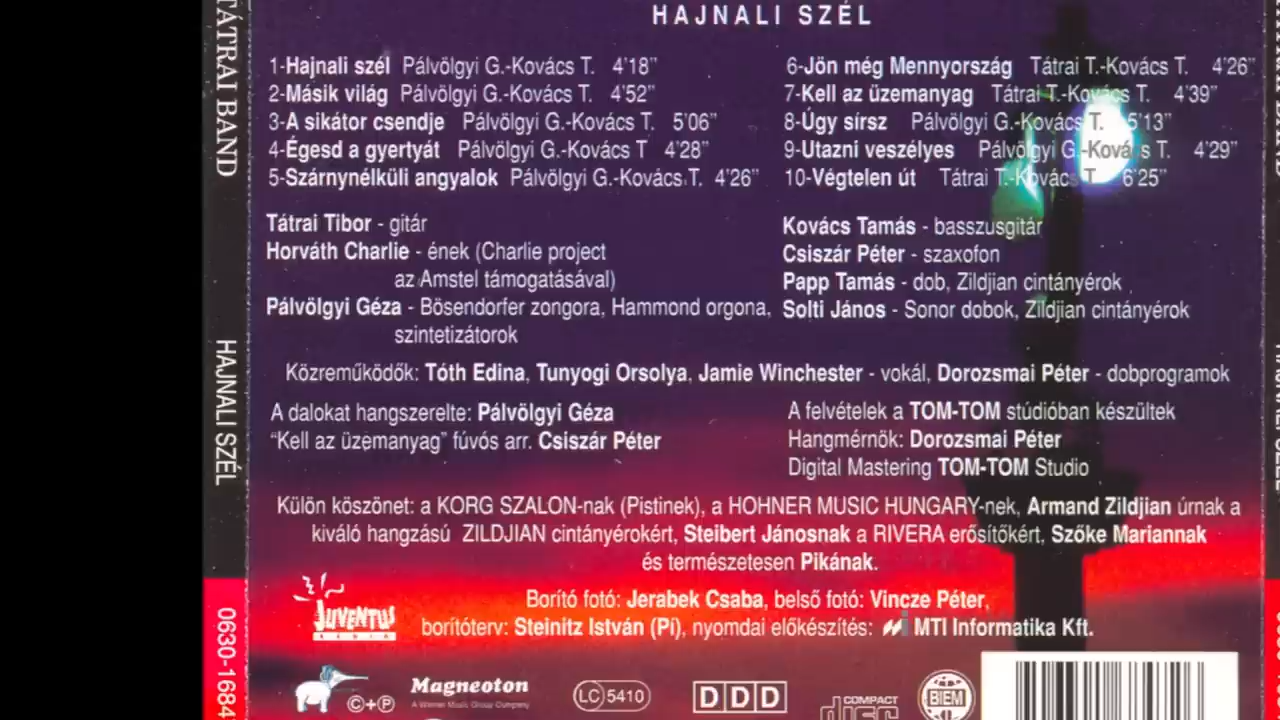 HAJNALI SZÉL
1-Hajnali szél Pálvölgyi G.-Kovács T. 4'18"
2-Másik világ Pálvölgyi G.-Kovács T. 4'52"
3-A sikátor csendje Pálvölgyi G.-Kovács T. 5'06"
4-Égesd a gyertyát Pálvölgyi G.-Kovács T 4'28"
5-Szárnynélküli angyalok Pálvölgyi G.-Kovács.T. 4'26"
6-Jön még Mennyország Tátrai T.-Kovács T. 4'26"
7-Kell az üzemanyag Tátrai T.-Kovács T. 4'39"
8-Úgy sírsz Pálvölgyi G.-Kovács T. 5'13"
9-Utazni veszélyes Pálvölgyi G.-Kovács T. 4'29"
10-Végtelen út Tátrai T.-Kovács T. 6'25"
Tátrai Tibor - gitár
Horváth Charlie - ének (Charlie project
az Amstel támogatásával)
Pálvölgyi Géza - Bösendorfer zongora, Hammond orgona,
szintetizátorok
Kovács Tamás - basszusgitár
Csiszár Péter - szaxofon
Papp Tamás - dob, Zildjian cintányérok
Solti János - Sonor dobok, Zildjian cintányérok
Közreműködők: Tóth Edina, Tunyogi Orsolya, Jamie Winchester - vokál, Dorozsmai Péter - dobprogramok
A dalokat hangszerelte: Pálvölgyi Géza
"Kell az üzemanyag" fúvós arr. Csiszár Péter
A felvételek a TOM-TOM stúdióban készültek
Hangmérnök: Dorozsmai Péter
Digital Mastering TOM-TOM Studio
Külön köszönet: a KORG SZALON-nak (Pistinek), a HOHNER MUSIC HUNGARY-nek, Armand Zildjian úrnak a
kiváló hangzású ZILDJIAN cintányérokért, Steibert Jánosnak a RIVERA erősítőkért, Szőke Mariannak
és természetesen Pikának.
Borító fotó: Jerabek Csaba, belső fotó: Vincze Péter,
borítóterv: Steinitz István (Pi), nyomdai előkészítés: MTI Informatika Kft.
JUVENTUS
RÁDIÓ
Magneoton
A Warner Music Group Company
LC 5410
DDD
COMPACT
disc
BIEM
TÁTRAI BAND
HAJNALI SZÉL
0630-1684